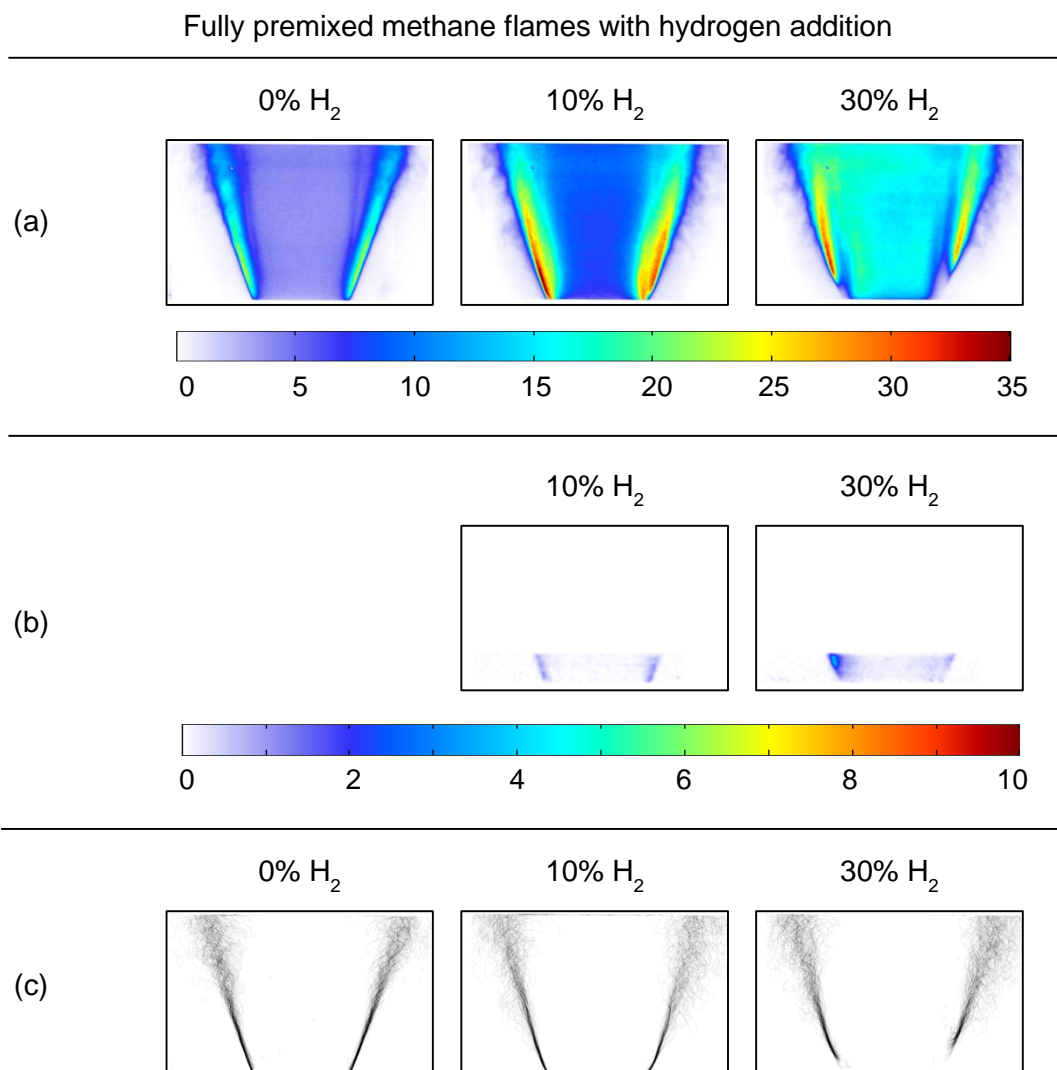 Fully premixed methane flames with hydrogen addition
0% H₂ 10% H₂ 30% H₂
(a)
0 5 10 15 20 25 30 35
10% H₂ 30% H₂
(b)
0 2 4 6 8 10
0% H₂ 10% H₂ 30% H₂
(c)